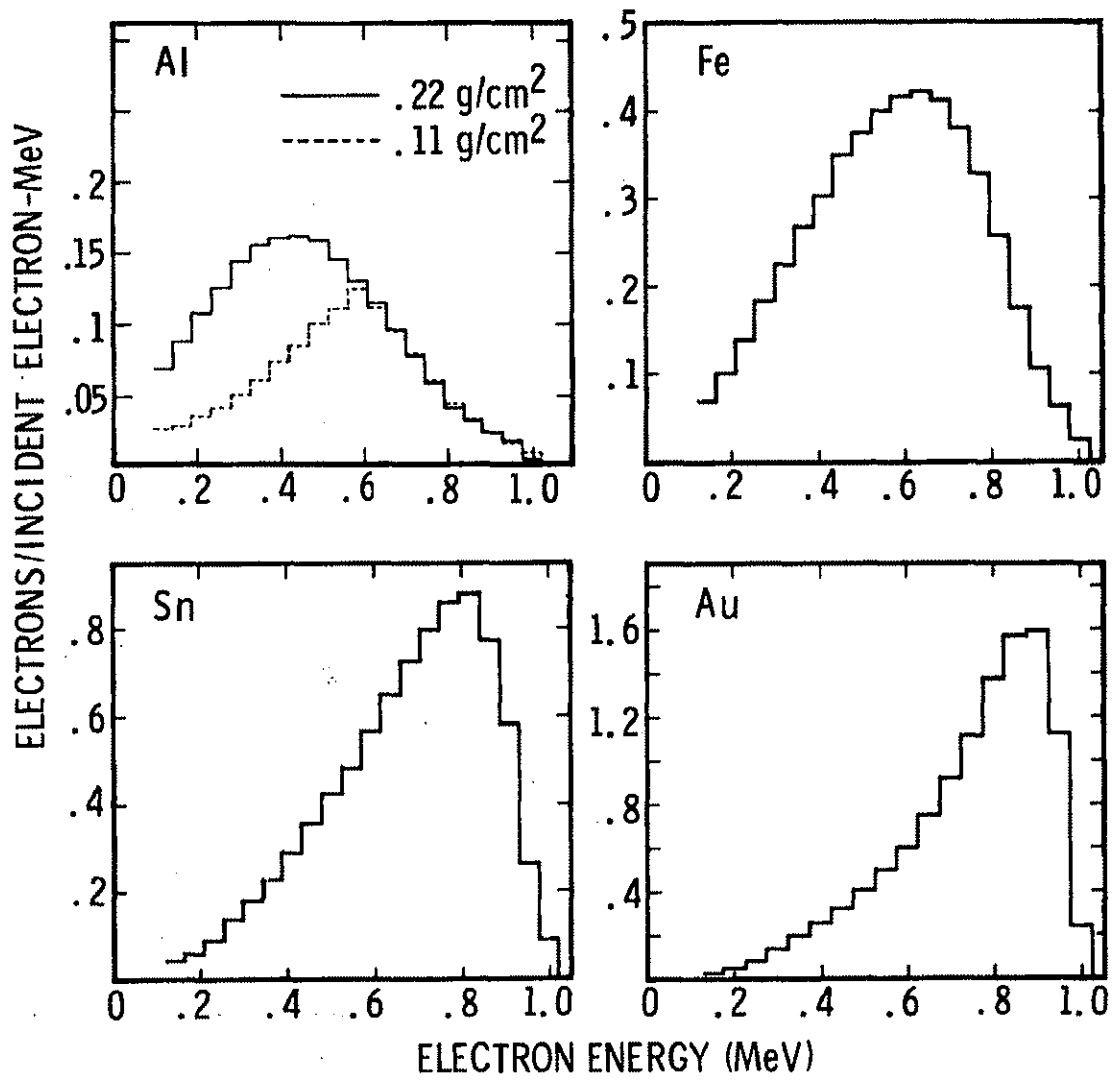 ELECTRONS/INCIDENT ELECTRON-MeV
Al
.22 g/cm2
.11 g/cm2
.2
.15
.1
.05
0 .2 .4 .6 .8 1.0
Fe
.5
.4
.3
.2
.1
0 .2 .4 .6 .8 1.0
Sn
.8
.6
.4
.2
0 .2 .4 .6 .8 1.0
Au
1.6
1.2
.8
.4
0 .2 .4 .6 .8 1.0
ELECTRON ENERGY (MeV)